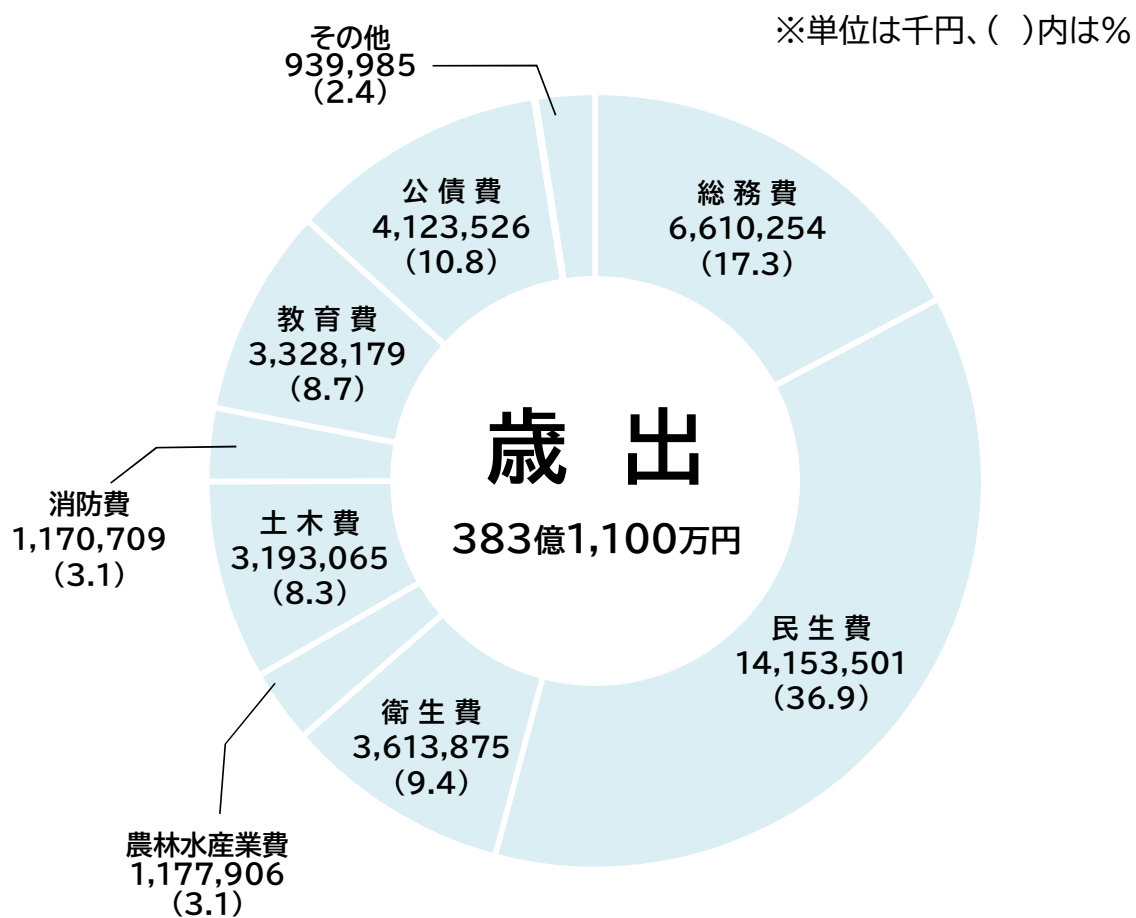 ※単位は千円、( )内は%
その他
939,985
(2.4)
総務費
6,610,254
(17.3)
公債費
4,123,526
(10.8)
教育費
3,328,179
(8.7)
歳出
383億1,100万円
消防費
1,170,709
(3.1)
土木費
3,193,065
(8.3)
民生費
14,153,501
(36.9)
衛生費
3,613,875
(9.4)
農林水産業費
1,177,906
(3.1)